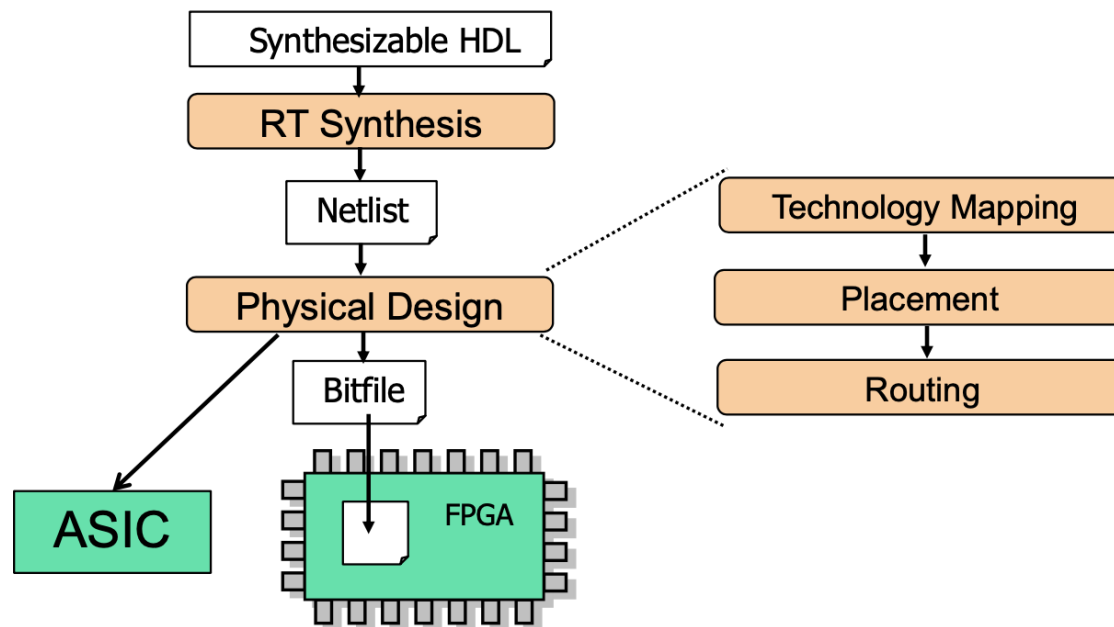 Synthesizable HDL
RT Synthesis
Netlist
Physical Design
Bitfile
ASIC
FPGA
Technology Mapping
Placement
Routing